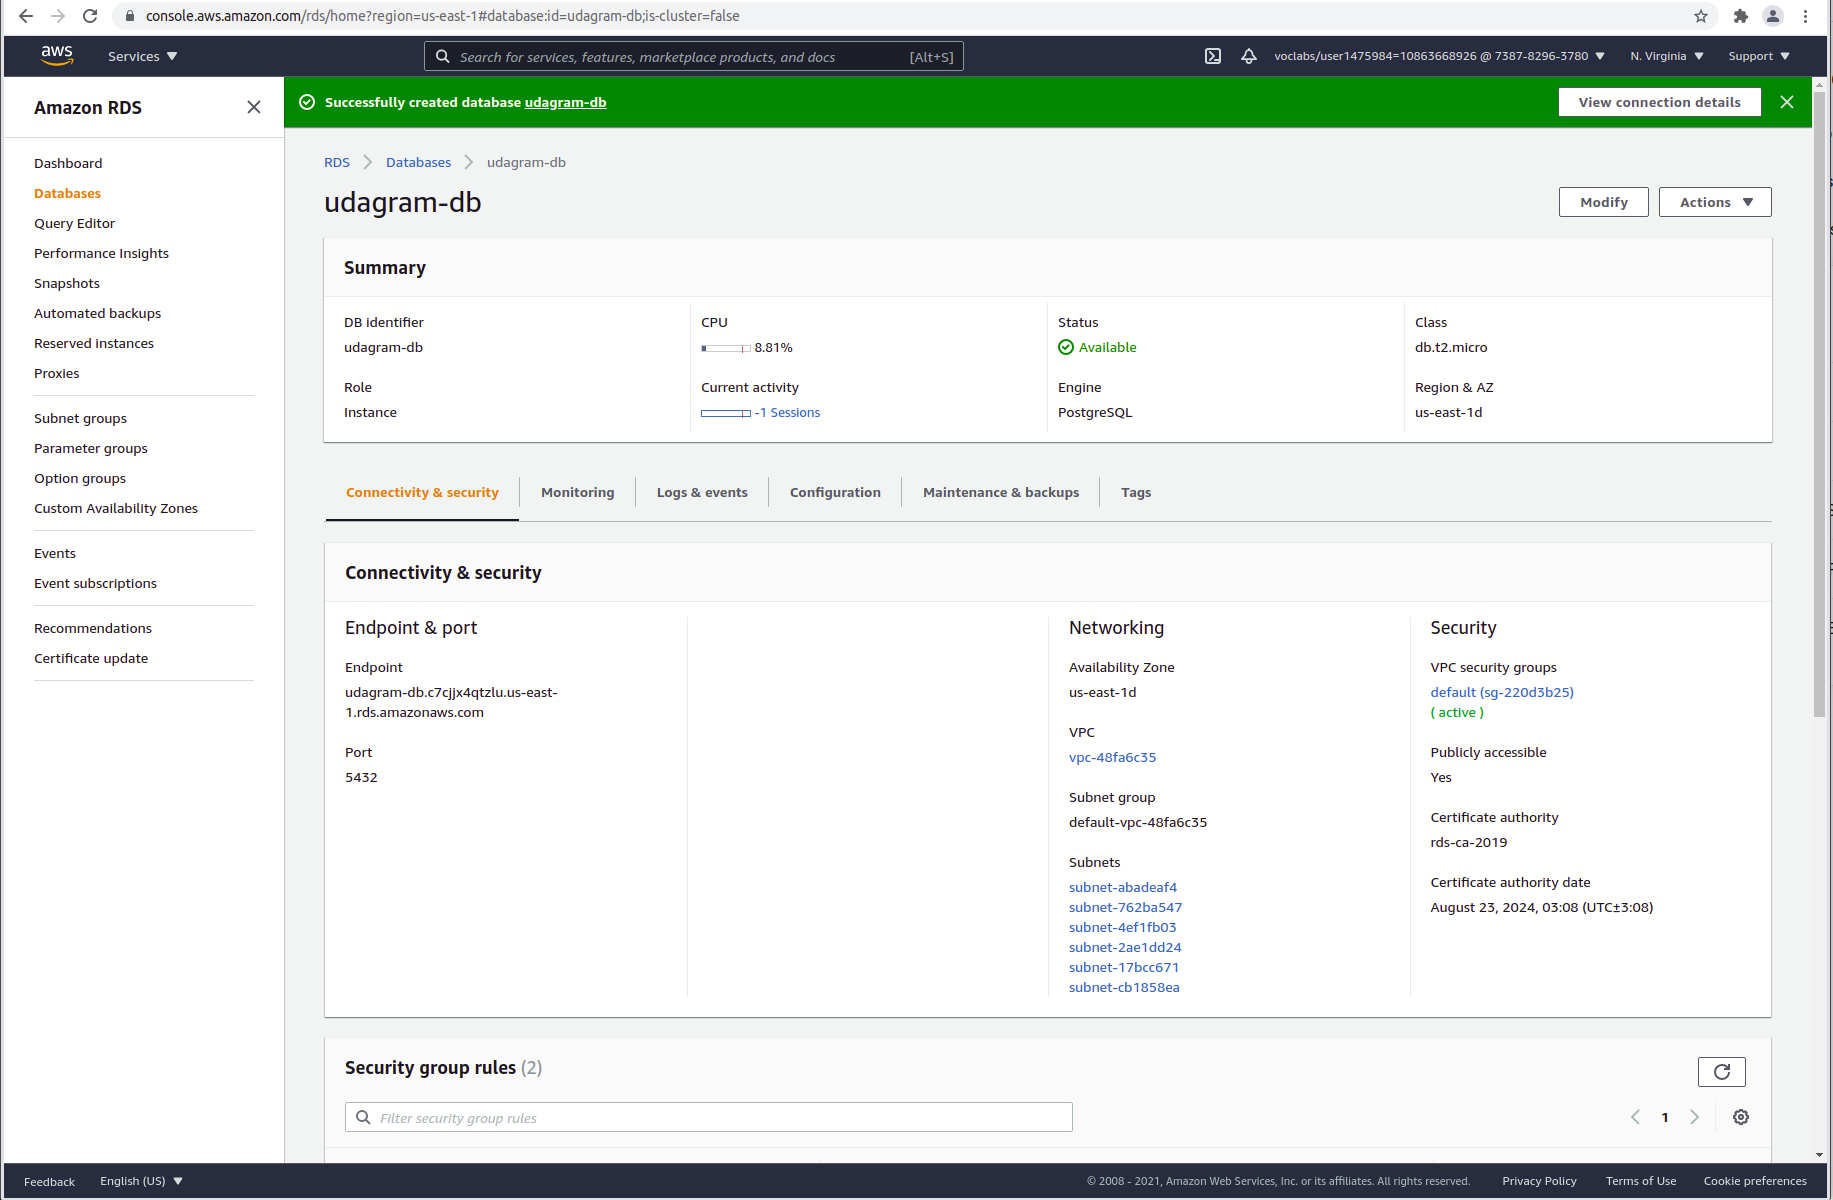 console.aws.amazon.com/rds/home?region=us-east-1#database:id=udagram-db;is-cluster=false
aws
Services
Search for services, features, marketplace products, and docs
[Alt+S]
voclabs/user1475984=10863668926 @ 7387-8296-3780
N. Virginia
Support
Amazon RDS
Dashboard
Databases
Query Editor
Performance Insights
Snapshots
Automated backups
Reserved instances
Proxies
Subnet groups
Parameter groups
Option groups
Custom Availability Zones
Events
Event subscriptions
Recommendations
Certificate update
Successfully created database udagram-db
View connection details
RDS
Databases
udagram-db
udagram-db
Modify
Actions
Summary
DB identifier
udagram-db
CPU
8.81%
Status
Available
Class
db.t2.micro
Role
Instance
Current activity
-1 Sessions
Engine
PostgreSQL
Region & AZ
us-east-1d
Connectivity & security
Monitoring
Logs & events
Configuration
Maintenance & backups
Tags
Connectivity & security
Endpoint & port
Endpoint
udagram-db.c7cjjx4qtzlu.us-east-
1.rds.amazonaws.com
Port
5432
Networking
Availability Zone
us-east-1d
VPC
vpc-48fa6c35
Subnet group
default-vpc-48fa6c35
Subnets
subnet-abadeaf4
subnet-762ba547
subnet-4ef1fb03
subnet-2ae1dd24
subnet-17bcc671
subnet-cb1858ea
Security
VPC security groups
default (sg-220d3b25)
( active )
Publicly accessible
Yes
Certificate authority
rds-ca-2019
Certificate authority date
August 23, 2024, 03:08 (UTC±3:08)
Security group rules (2)
Filter security group rules
1
Feedback
English (US)
© 2008 - 2021, Amazon Web Services, Inc. or its affiliates. All rights reserved.
Privacy Policy
Terms of Use
Cookie preferences